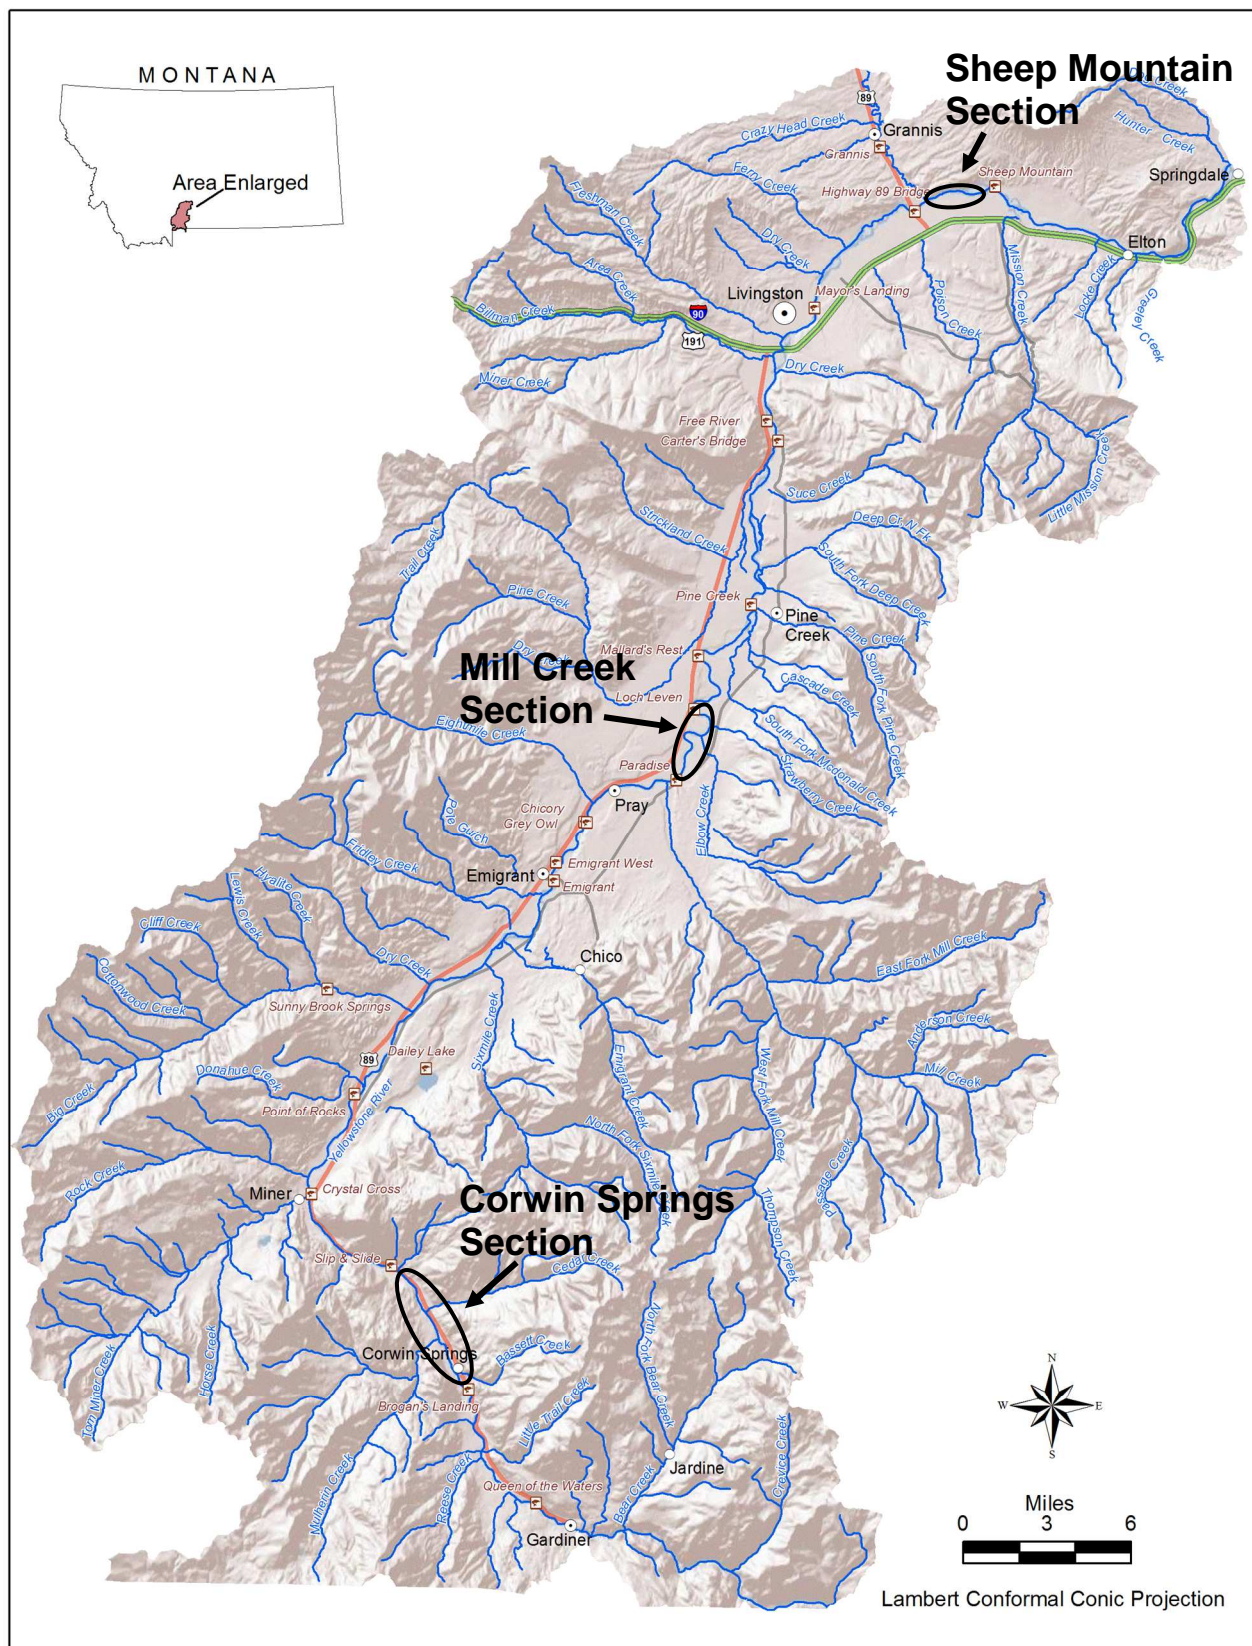 MONTANA
Area Enlarged
Sheep Mountain
Section
89
Grannis
Crazy Head Creek
Grannis
Dog Creek
Hunter Creek
Springdale
Sheep Mountain
Ferry Creek
Highway 89 Bridge
Freshman Creek
Dry Creek
Area Creek
Elton
Mission Creek
Locke Creek
Greeley Creek
Poison Creek
Mayor's Landing
Livingston
Billman Creek
90
191
Miner Creek
Dry Creek
Free River
Carter's Bridge
Little Mission Creek
Suce Creek
Strickland Creek
Deep Cr N Fk
Trail Creek
South Fork Deep Creek
Pine Creek
Pine Creek
Pine
Creek
Pine Creek
Dry Creek
Mallard's Rest
South Fork Pine Creek
Mill Creek
Section
Cascade Creek
Loch Leven
Eightmile Creek
South Fork Mcdonald Creek
Strawberry Creek
Paradise
Pray
Elbow Creek
Chicory
Grey Owl
Pole Gulch
Fridley Creek
Emigrant West
Emigrant
Emigrant
Hyalite Creek
Lewis Creek
Cliff Creek
Dry Creek
Chico
East Fork Mill Creek
Cottonwood Creek
Sunny Brook Springs
Sixmile Creek
Anderson Creek
89
Dailey Lake
Donahue Creek
Emigrant Creek
West Fork Mill Creek
Mill Creek
Big Creek
Point of Rocks
Yellowstone River
North Fork Sixmile Creek
Passage Creek
Rock Creek
Miner
Crystal Cross
Thompson Creek
Corwin Springs
Section
Slip & Slide
Cedar Creek
Horse Creek
Tom Miner Creek
Corwin Springs
Bassett Creek
North Fork Bear Creek
Brogan's Landing
Little Trail Creek
N
W
E
S
Mulherin Creek
Reese Creek
Jardine
Crevice Creek
Queen of the Waters
Bear Creek
Gardiner
Miles
0 3 6
Lambert Conformal Conic Projection